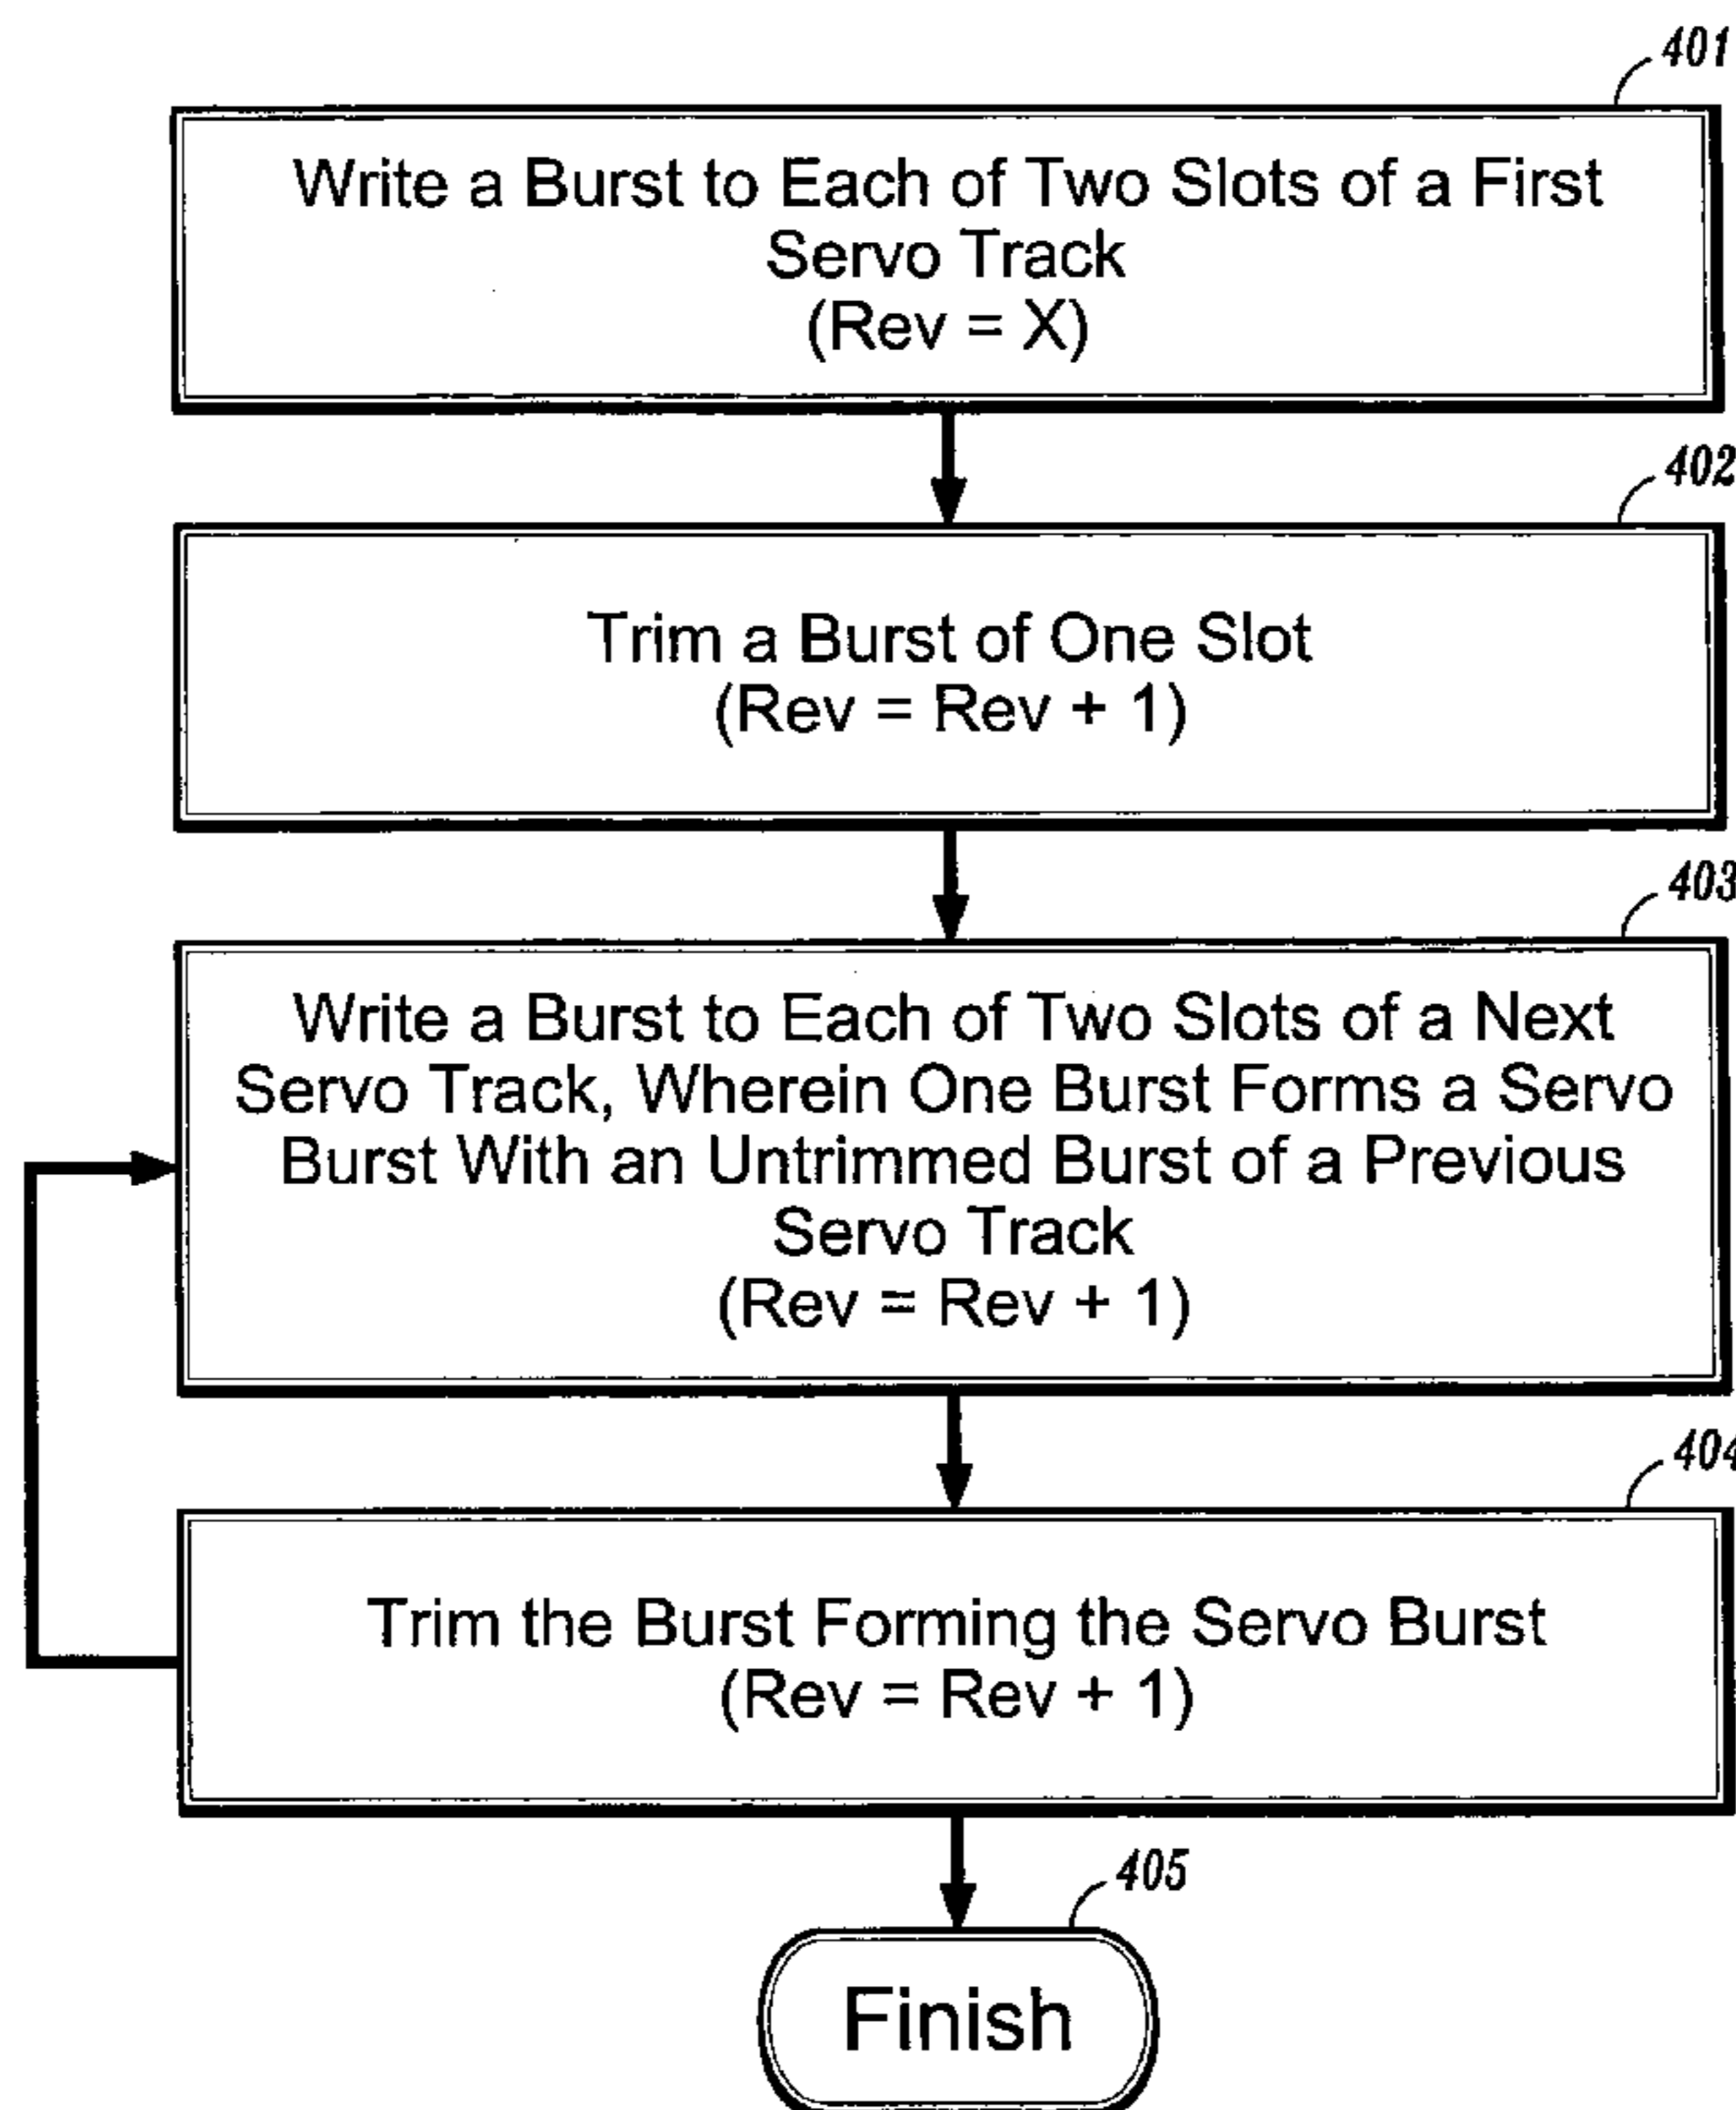 401
Write a Burst to Each of Two Slots of a First
Servo Track
(Rev = X)
402
Trim a Burst of One Slot
(Rev = Rev + 1)
403
Write a Burst to Each of Two Slots of a Next
Servo Track, Wherein One Burst Forms a Servo
Burst With an Untrimmed Burst of a Previous
Servo Track
(Rev = Rev + 1)
404
Trim the Burst Forming the Servo Burst
(Rev = Rev + 1)
405
Finish